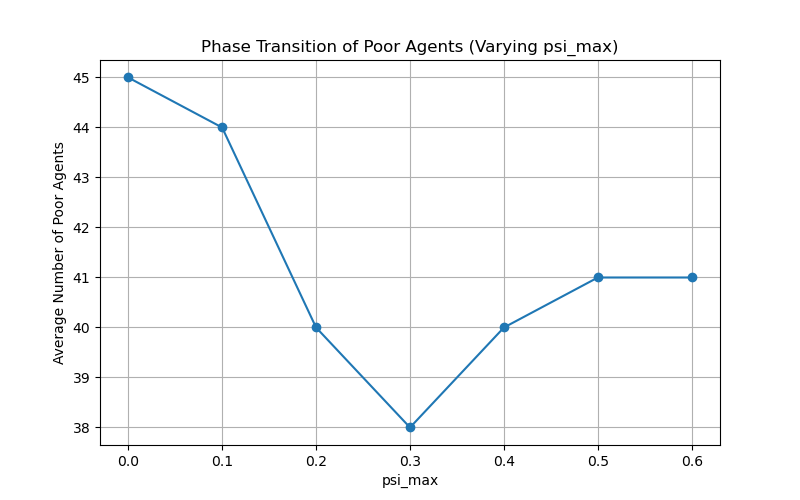 Phase Transition of Poor Agents (Varying psi_max)
Average Number of Poor Agents
45
44
43
42
41
40
39
38
0.0 0.1 0.2 0.3 0.4 0.5 0.6
psi_max